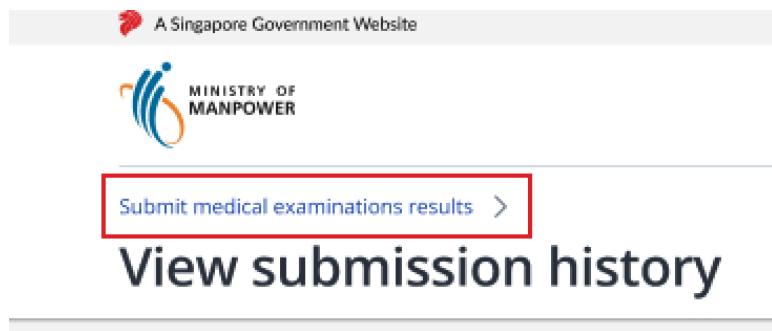 A Singapore Government Website
MINISTRY OF
MANPOWER
Submit medical examinations results >
View submission history